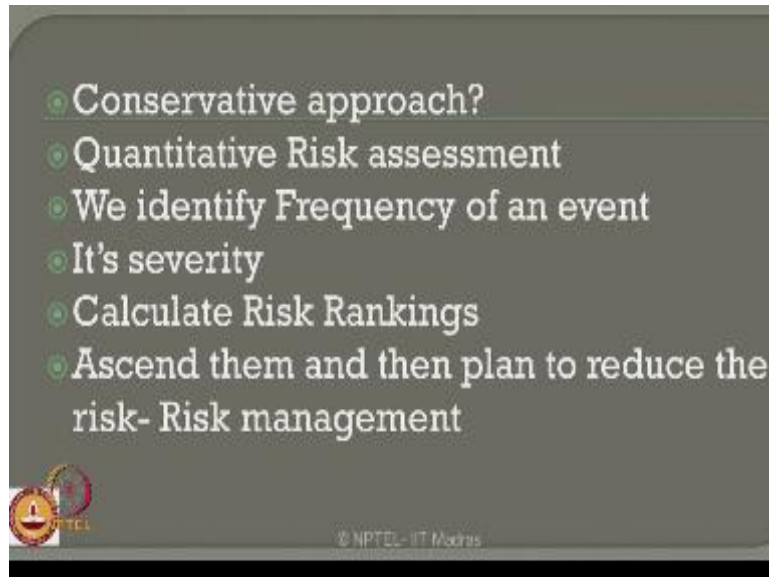 Conservative approach?
Quantitative Risk assessment
We identify Frequency of an event
It's severity
Calculate Risk Rankings
Ascend them and then plan to reduce the
risk- Risk management
NPTEL
© NPTEL- IIT Madras